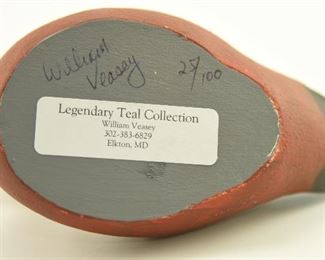 William
Veasey
27/100
Legendary Teal Collection
William Veasey
302-383-6829
Elkton, MD